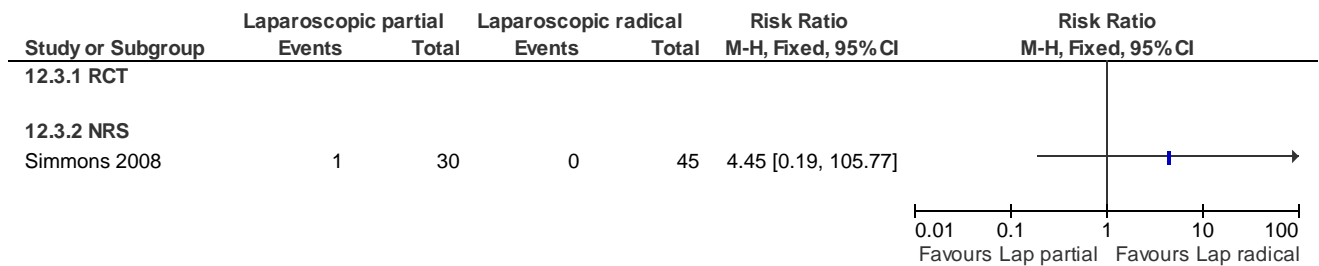 Laparoscopic partial Laparoscopic radical Risk Ratio Risk Ratio
Study or Subgroup Events Total Events Total M-H, Fixed, 95% CI M-H, Fixed, 95% CI
12.3.1 RCT
12.3.2 NRS
Simmons 2008 1 30 0 45 4.45 [0.19, 105.77]
0.01 0.1 1 10 100
Favours Lap partial Favours Lap radical